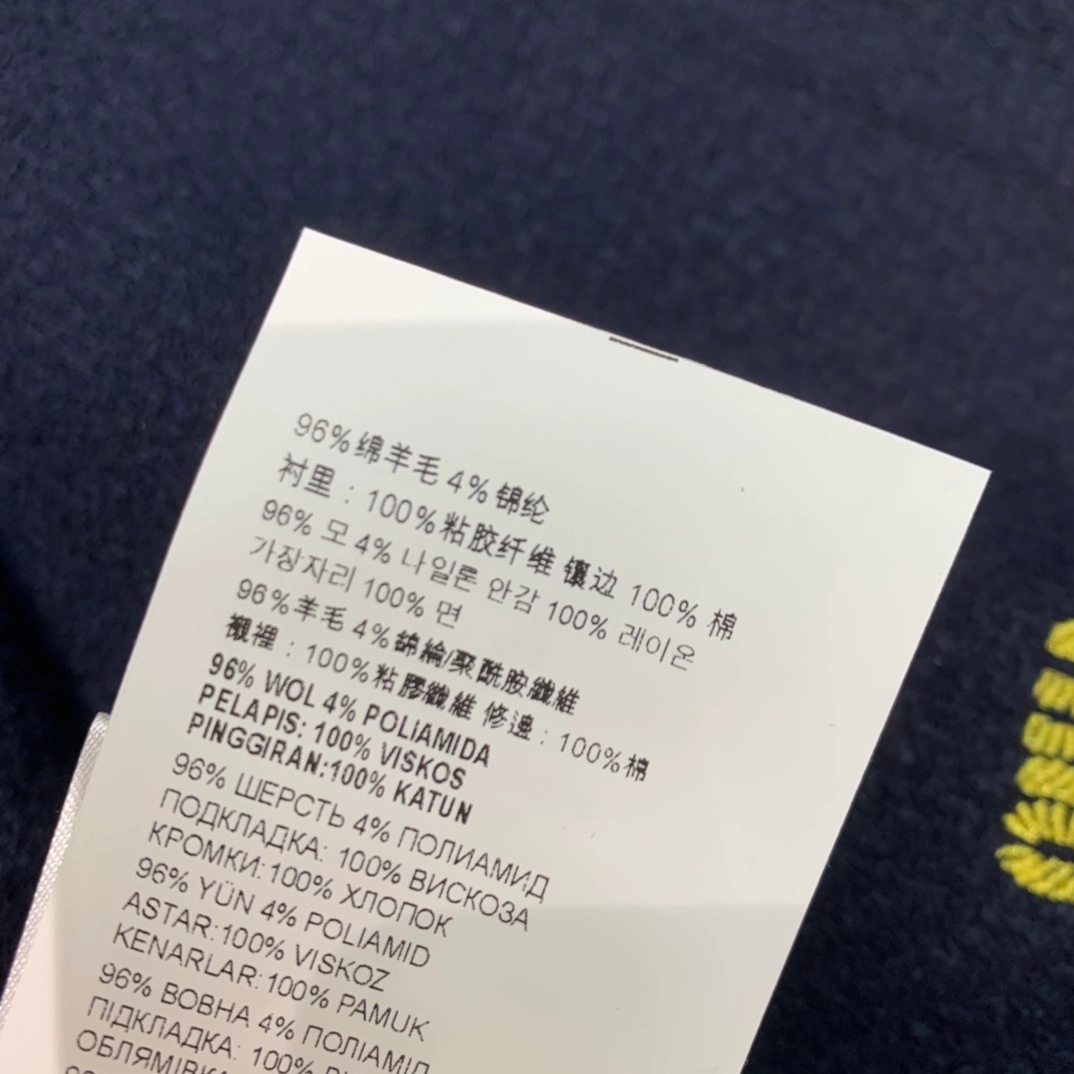 96%绵羊毛 4%锦纶
衬里：100%粘胶纤维 镶边 100% 棉
96% 모 4% 나일론 안감 100% 레이온
가장자리 100% 면
96%羊毛 4%錦綸/聚酰胺纖維
襯裡：100%粘膠纖維 修邊：100%棉
96% WOL 4% POLIAMIDA
PELAPIS: 100% VISKOS
PINGGIRAN:100% KATUN
96% ШЕРСТЬ 4% ПОЛИАМИД
ПОДКЛАДКА: 100% ВИСКОЗА
КРОМКИ:100% ХЛОПОК
96% YÜN 4% POLIAMID
ASTAR:100% VISKOZ
KENARLAR:100% PAMUK
96% ВОВНА 4% ПОЛІАМІД
ПІДКЛАДКА: 100%
ОБЛЯМІВКА